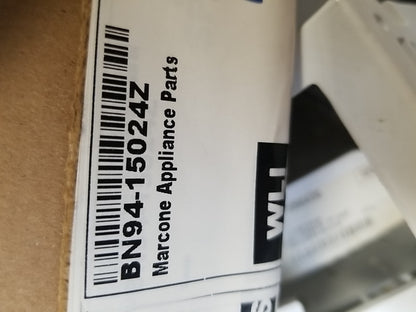 BN94-15024Z
Marcone Appliance Parts
WLI
S